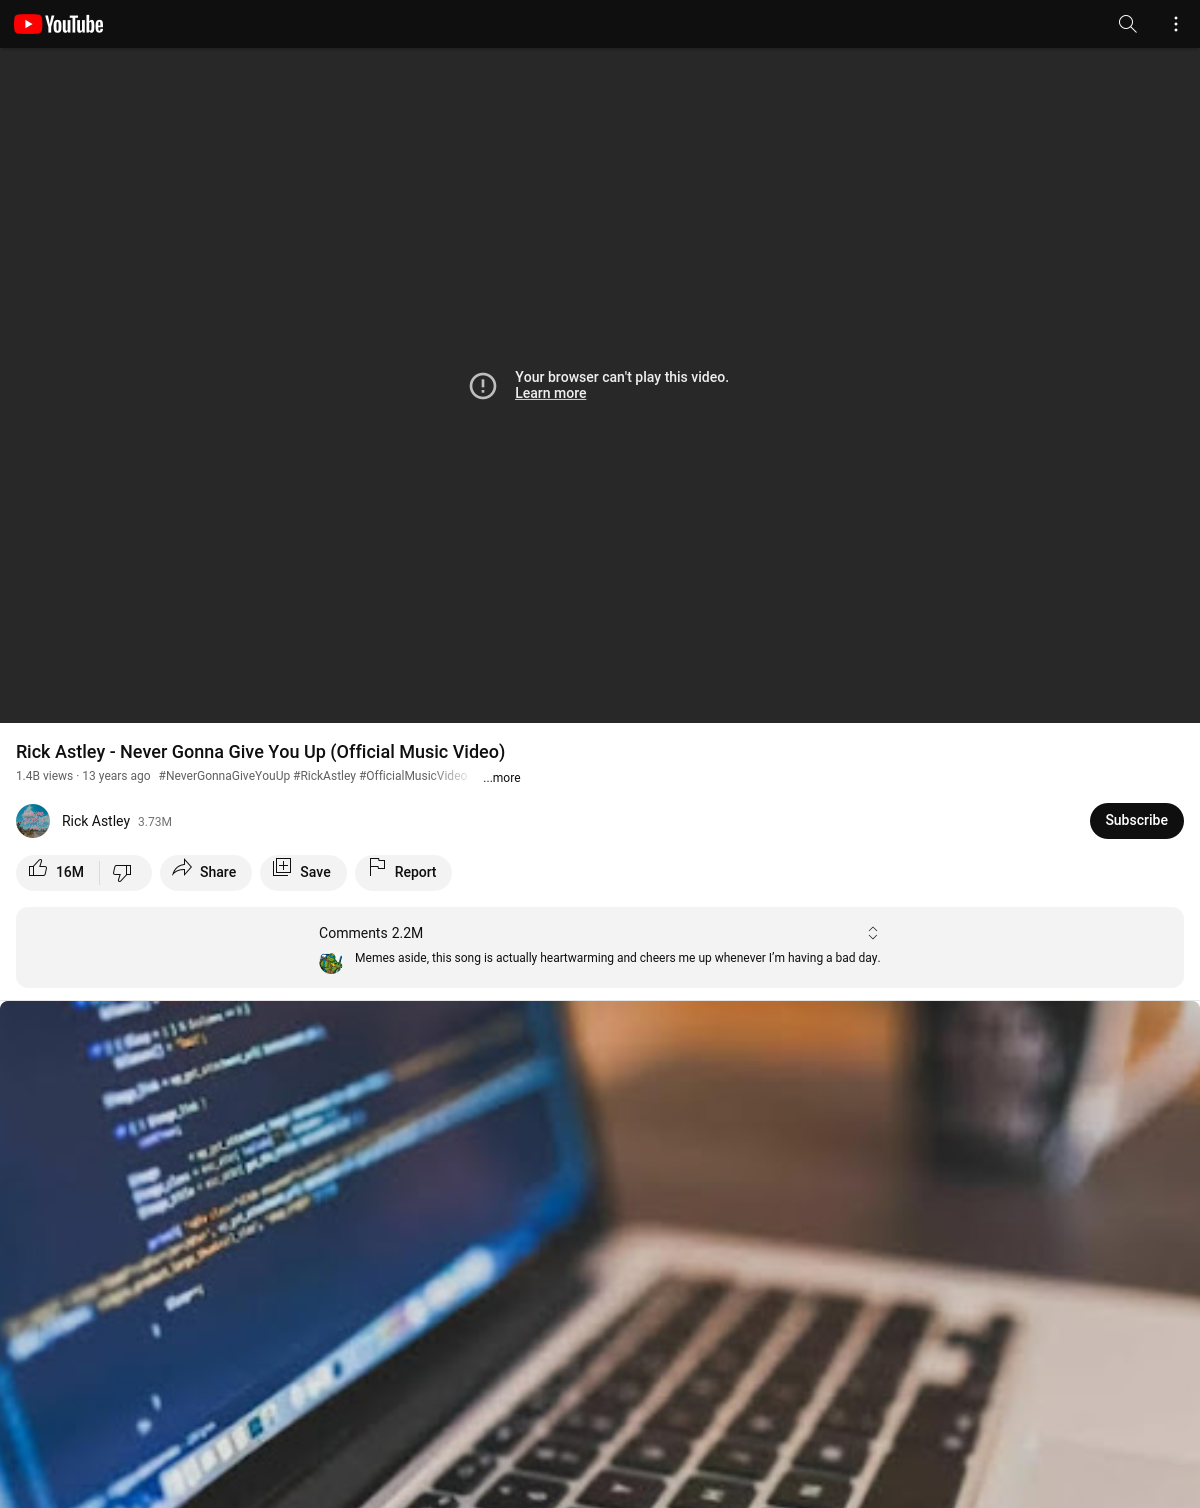 YouTube
Your browser can't play this video.
Learn more
Rick Astley - Never Gonna Give You Up (Official Music Video)
1.4B views · 13 years ago #NeverGonnaGiveYouUp #RickAstley #OfficialMusicVideo ...more
Rick Astley 3.73M
Subscribe
16M
Share
Save
Report
Comments 2.2M
Memes aside, this song is actually heartwarming and cheers me up whenever I'm having a bad day.